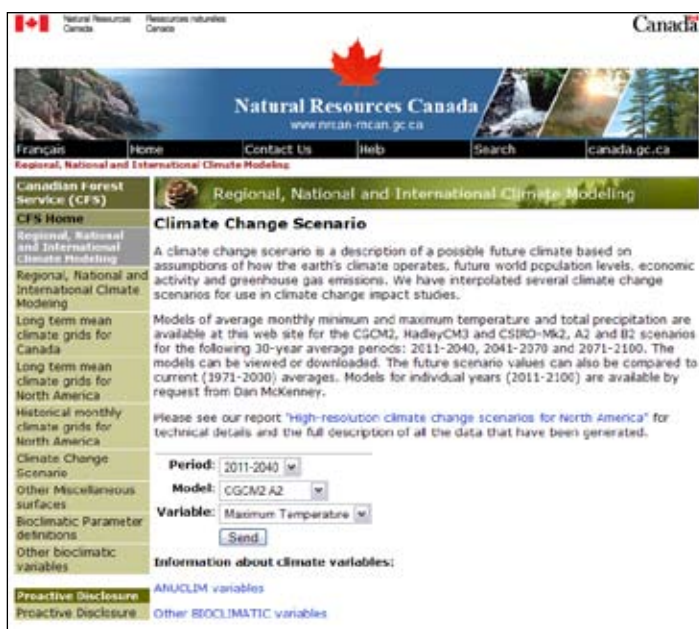 Natural Resources Ressources naturelles
Canada Canada
Canada
Natural Resources Canada
www.nrcan-rncan.gc.ca
Français Home Contact Us Help Search canada.gc.ca
Regional, National and International Climate Modeling
Canadian Forest
Service (CFS)
CFS Home
Regional, National
and International
Climate Modeling
Regional, National and
International Climate
Modeling
Long term mean
climate grids for
Canada
Long term mean
climate grids for
North America
Historical monthly
climate grids for
North America
Climate Change
Scenario
Other Miscellaneous
surfaces
Bioclimatic Parameter
definitions
Other bioclimatic
variables
Proactive Disclosure
Proactive Disclosure
Regional, National and International Climate Modeling
Climate Change Scenario
A climate change scenario is a description of a possible future climate based on
assumptions of how the earth's climate operates, future world population levels, economic
activity and greenhouse gas emissions. We have interpolated several climate change
scenarios for use in climate change impact studies.
Models of average monthly minimum and maximum temperature and total precipitation are
available at this web site for the CGCM2, HadleyCM3 and CSIRO-Mk2, A2 and B2 scenarios
for the following 30-year average periods: 2011-2040, 2041-2070 and 2071-2100. The
models can be viewed or downloaded. The future scenario values can also be compared to
current (1971-2000) averages. Models for individual years (2011-2100) are available by
request from Dan McKenney.
Please see our report "High-resolution climate change scenarios for North America" for
technical details and the full description of all the data that have been generated.
Period: 2011-2040
Model: CGCM2 A2
Variable: Maximum Temperature
Send
Information about climate variables:
ANUCLIM variables
Other BIOCLIMATIC variables